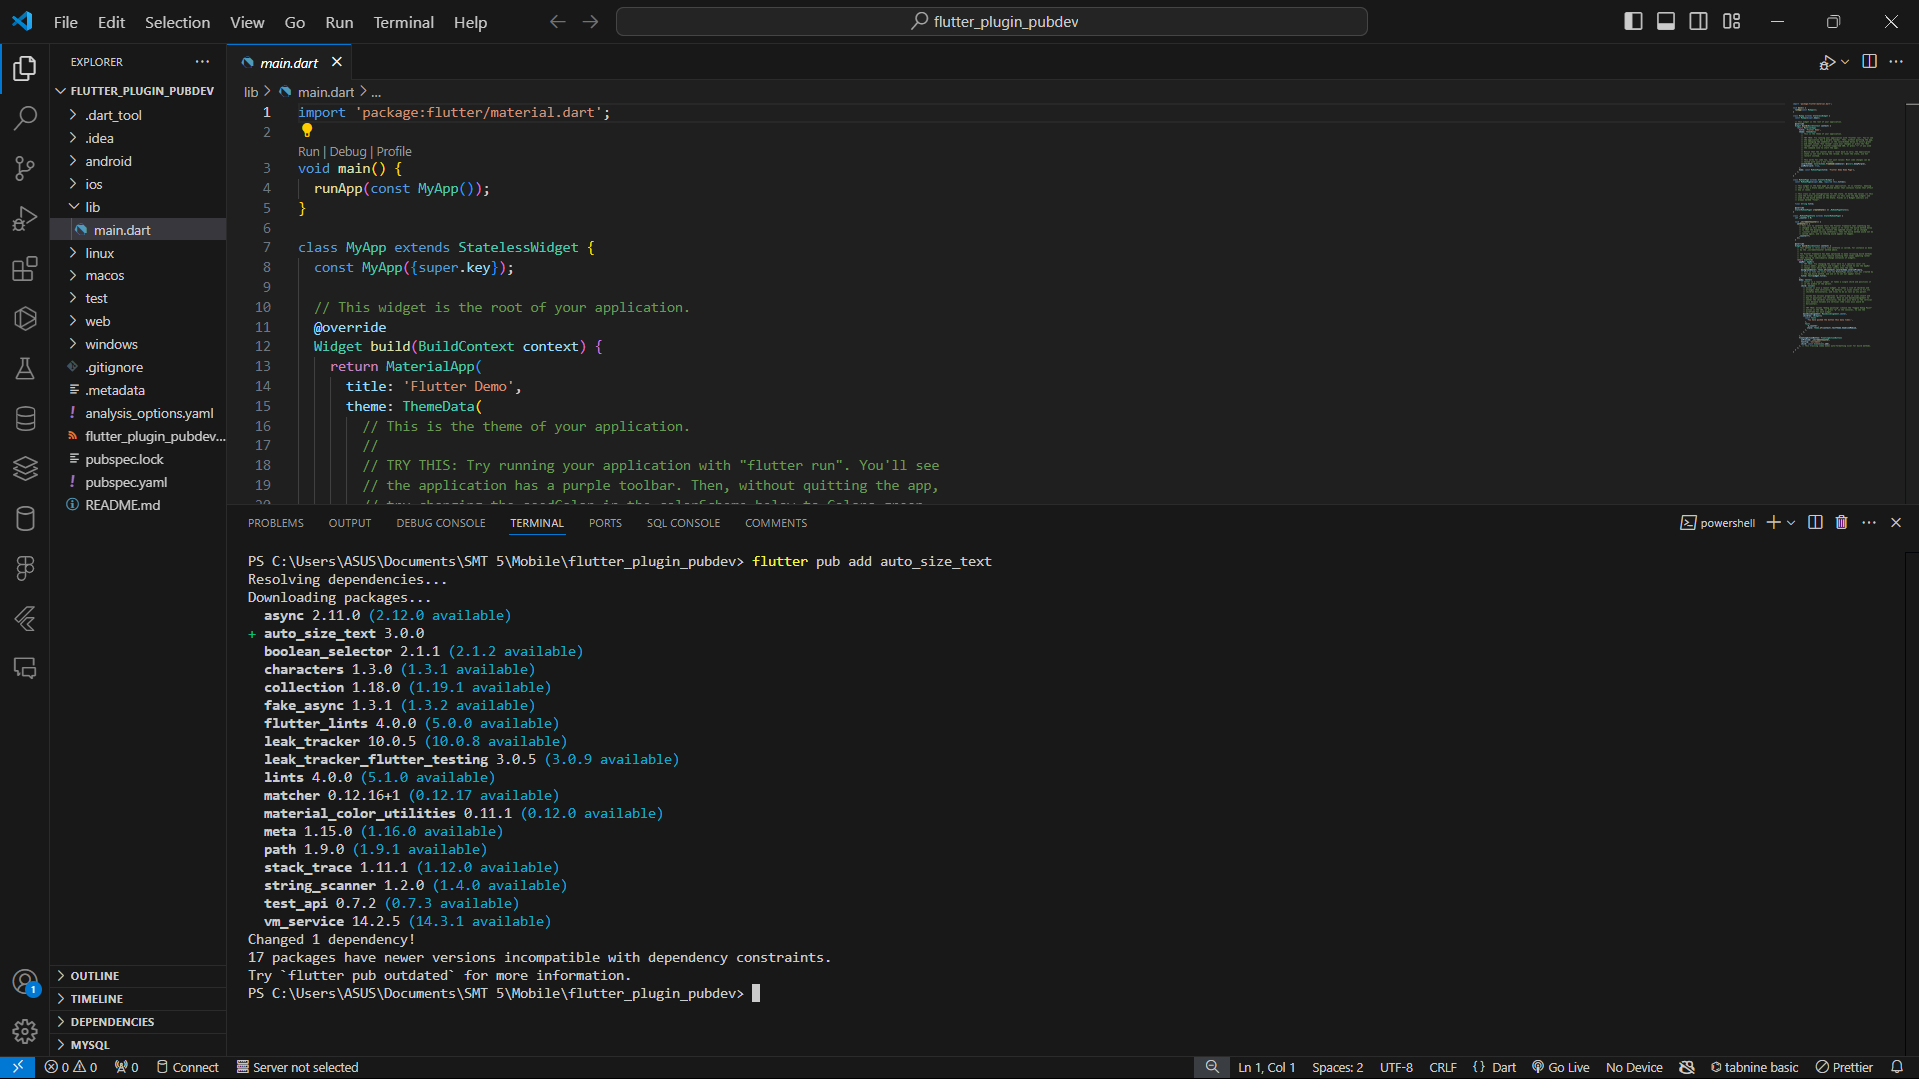 File Edit Selection View Go Run Terminal Help
flutter_plugin_pubdev
EXPLORER
FLUTTER_PLUGIN_PUBDEV
.dart_tool
.idea
android
ios
lib
main.dart
linux
macos
test
web
windows
.gitignore
.metadata
analysis_options.yaml
flutter_plugin_pubdev...
pubspec.lock
pubspec.yaml
README.md
OUTLINE
TIMELINE
DEPENDENCIES
MYSQL
main.dart
lib > main.dart > ...
1 import 'package:flutter/material.dart';
2
Run | Debug | Profile
3 void main() {
4 runApp(const MyApp());
5 }
6
7 class MyApp extends StatelessWidget {
8 const MyApp({super.key});
9
10 // This widget is the root of your application.
11 @override
12 Widget build(BuildContext context) {
13 return MaterialApp(
14 title: 'Flutter Demo',
15 theme: ThemeData(
16 // This is the theme of your application.
17 //
18 // TRY THIS: Try running your application with "flutter run". You'll see
19 // the application has a purple toolbar. Then, without quitting the app,
PROBLEMS OUTPUT DEBUG CONSOLE TERMINAL PORTS SQL CONSOLE COMMENTS
powershell
PS C:\Users\ASUS\Documents\SMT 5\Mobile\flutter_plugin_pubdev> flutter pub add auto_size_text
Resolving dependencies...
Downloading packages...
async 2.11.0 (2.12.0 available)
+ auto_size_text 3.0.0
boolean_selector 2.1.1 (2.1.2 available)
characters 1.3.0 (1.3.1 available)
collection 1.18.0 (1.19.1 available)
fake_async 1.3.1 (1.3.2 available)
flutter_lints 4.0.0 (5.0.0 available)
leak_tracker 10.0.5 (10.0.8 available)
leak_tracker_flutter_testing 3.0.5 (3.0.9 available)
lints 4.0.0 (5.1.0 available)
matcher 0.12.16+1 (0.12.17 available)
material_color_utilities 0.11.1 (0.12.0 available)
meta 1.15.0 (1.16.0 available)
path 1.9.0 (1.9.1 available)
stack_trace 1.11.1 (1.12.0 available)
string_scanner 1.2.0 (1.4.0 available)
test_api 0.7.2 (0.7.3 available)
vm_service 14.2.5 (14.3.1 available)
Changed 1 dependency!
17 packages have newer versions incompatible with dependency constraints.
Try `flutter pub outdated` for more information.
PS C:\Users\ASUS\Documents\SMT 5\Mobile\flutter_plugin_pubdev>
1
0 0 0 Connect Server not selected Ln 1, Col 1 Spaces: 2 UTF-8 CRLF {} Dart Go Live No Device tabnine basic Prettier